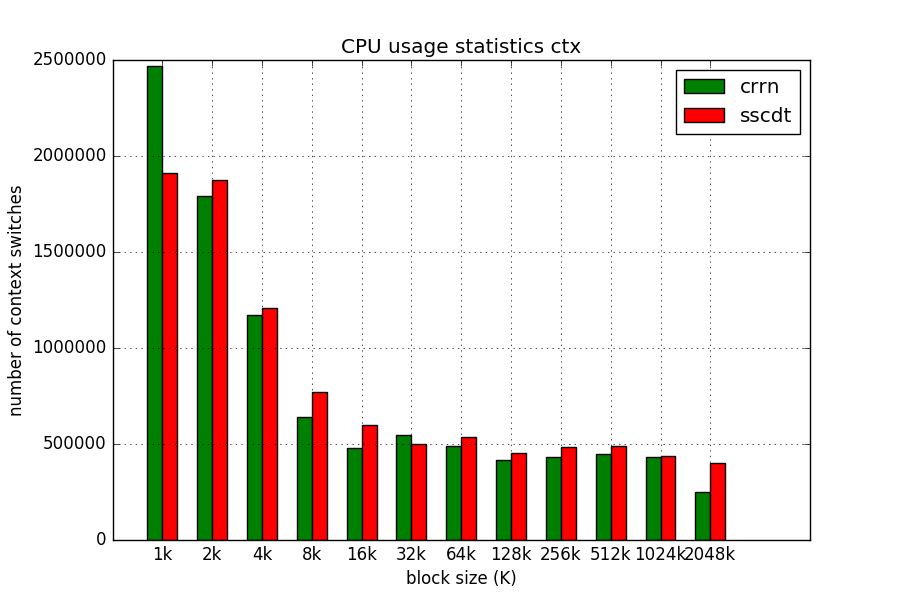 CPU usage statistics ctx
2500000
2000000
1500000
1000000
500000
0
number of context switches
crrn
sscdt
1k 2k 4k 8k 16k 32k 64k 128k 256k 512k 1024k 2048k
block size (K)